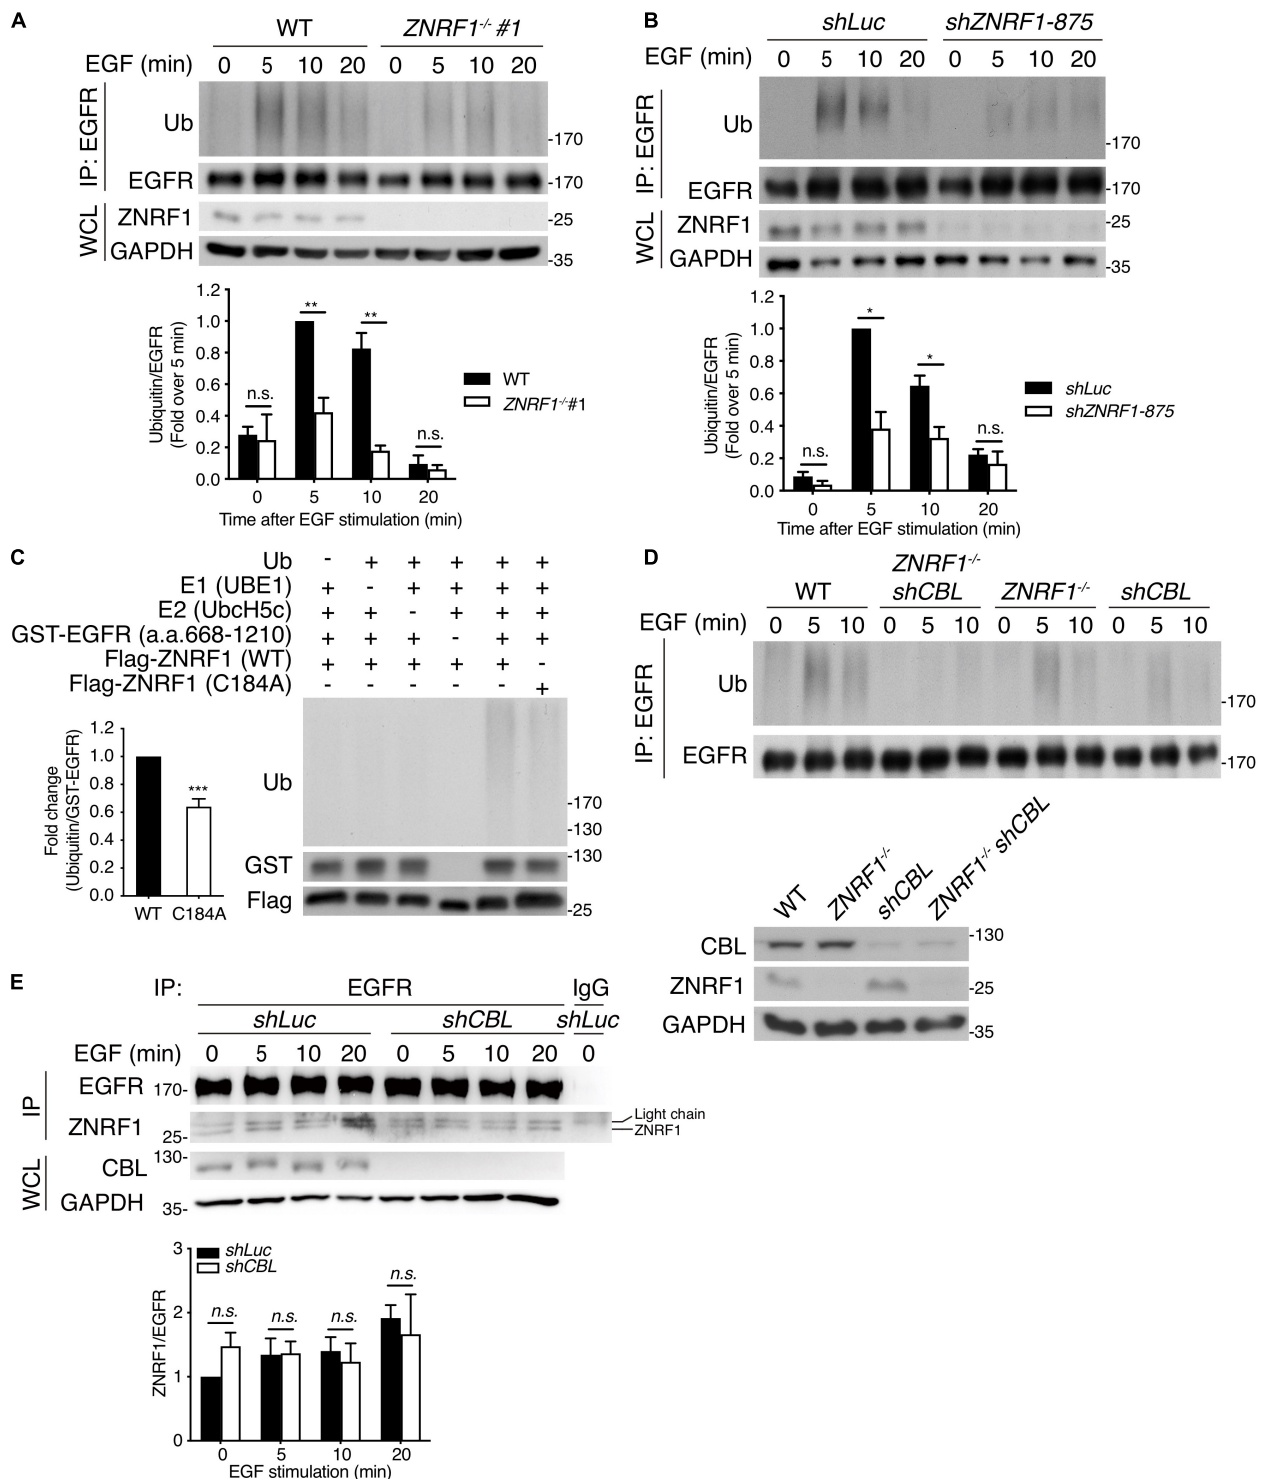 A
WT ZNRF1-/- #1
EGF (min) 0 5 10 20 0 5 10 20
IP: EGFR
Ub
-170
EGFR -170
WCL
ZNRF1 -25
GAPDH -35
1.2
1.0
0.8
0.6
0.4
0.2
0.0
Ubiquitin/EGFR
(Fold over 5 min)
n.s. ** ** n.s.
WT
ZNRF1-/-#1
0 5 10 20
Time after EGF stimulation (min)
B
shLuc shZNRF1-875
EGF (min) 0 5 10 20 0 5 10 20
IP: EGFR
Ub
-170
EGFR -170
WCL
ZNRF1 -25
GAPDH -35
1.2
1.0
0.8
0.6
0.4
0.2
0.0
Ubiquitin/EGFR
(Fold over 5 min)
n.s. * * n.s.
shLuc
shZNRF1-875
0 5 10 20
Time after EGF stimulation (min)
C
Ub - + + + + +
E1 (UBE1) + - + + + +
E2 (UbcH5c) + + - + + +
GST-EGFR (a.a.668-1210) + + + - + +
Flag-ZNRF1 (WT) + + + + + -
Flag-ZNRF1 (C184A) - - - - - +
Ub
-170
-130
GST -130
Flag -25
1.2
1.0
0.8
0.6
0.4
0.2
0.0
Fold change
(Ubiquitin/GST-EGFR)
***
WT C184A
D
ZNRF1-/-
WT shCBL ZNRF1-/- shCBL
EGF (min) 0 5 10 0 5 10 0 5 10 0 5 10
IP: EGFR
Ub
-170
EGFR -170
WT ZNRF1-/- shCBL ZNRF1-/- shCBL
CBL -130
ZNRF1 -25
GAPDH -35
E
IP: EGFR IgG
shLuc shCBL shLuc
EGF (min) 0 5 10 20 0 5 10 20 0
IP
EGFR 170-
ZNRF1 25-
Light chain
ZNRF1
WCL
CBL 130-
GAPDH 35-
3
2
1
0
ZNRF1/EGFR
shLuc
shCBL
n.s. n.s. n.s. n.s.
0 5 10 20
EGF stimulation (min)